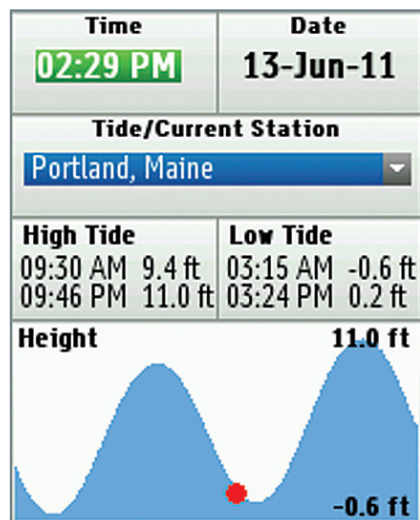 Time Date
02:29 PM 13-Jun-11
Tide/Current Station
Portland, Maine
High Tide Low Tide
09:30 AM 9.4 ft 03:15 AM -0.6 ft
09:46 PM 11.0 ft 03:24 PM 0.2 ft
Height 11.0 ft
-0.6 ft